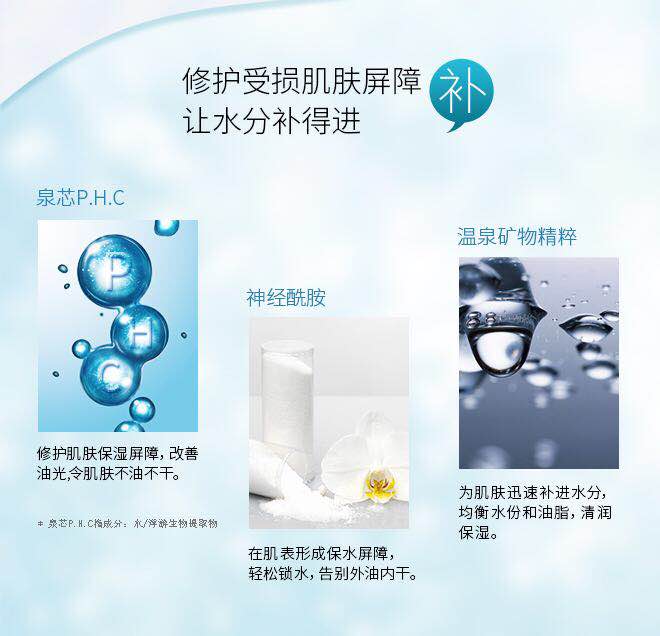 修护受损肌肤屏障
让水分补得进
补
泉芯P.H.C
P
H
C
修护肌肤保湿屏障，改善
油光,令肌肤不油不干。
* 泉芯P.H.C指成分：水/浮游生物提取物
神经酰胺
在肌表形成保水屏障，
轻松锁水，告别外油内干。
温泉矿物精粹
为肌肤迅速补进水分，
均衡水份和油脂，清润
保湿。